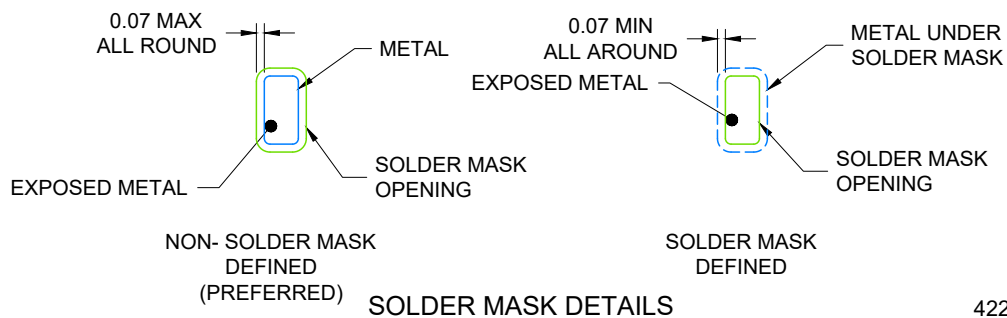 0.07 MAX
ALL ROUND
METAL
EXPOSED METAL
SOLDER MASK
OPENING
NON- SOLDER MASK
DEFINED
(PREFERRED)
0.07 MIN
ALL AROUND
EXPOSED METAL
METAL UNDER
SOLDER MASK
SOLDER MASK
OPENING
SOLDER MASK
DEFINED
SOLDER MASK DETAILS
422